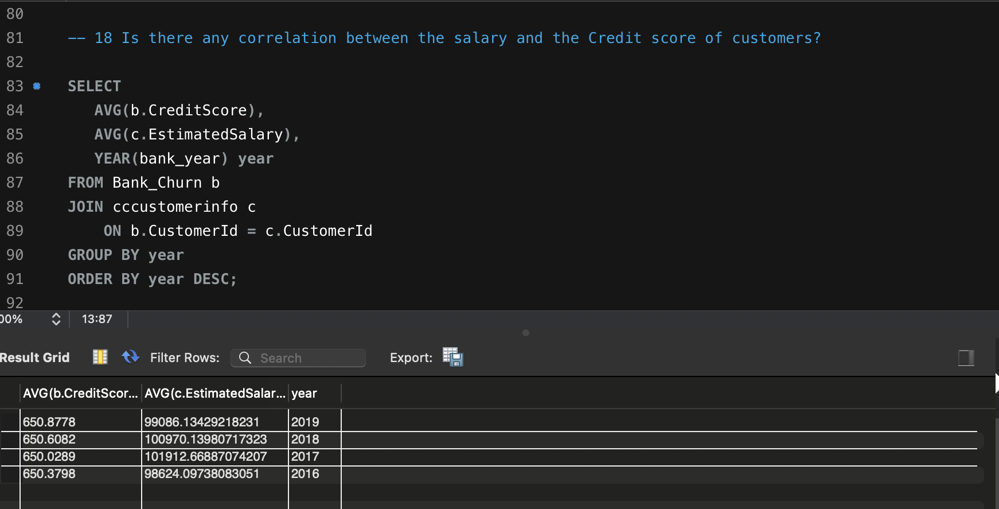 80
81 -- 18 Is there any correlation between the salary and the Credit score of customers?
82
83 SELECT
84 AVG(b.CreditScore),
85 AVG(c.EstimatedSalary),
86 YEAR(bank_year) year
87 FROM Bank_Churn b
88 JOIN cccustomerinfo c
89 ON b.CustomerId = c.CustomerId
90 GROUP BY year
91 ORDER BY year DESC;
92
00% 13:87
Result Grid Filter Rows: Search Export:
AVG(b.CreditScor... AVG(c.EstimatedSalar... year
650.8778 99086.13429218231 2019
650.6082 100970.13980717323 2018
650.0289 101912.66887074207 2017
650.3798 98624.09738083051 2016